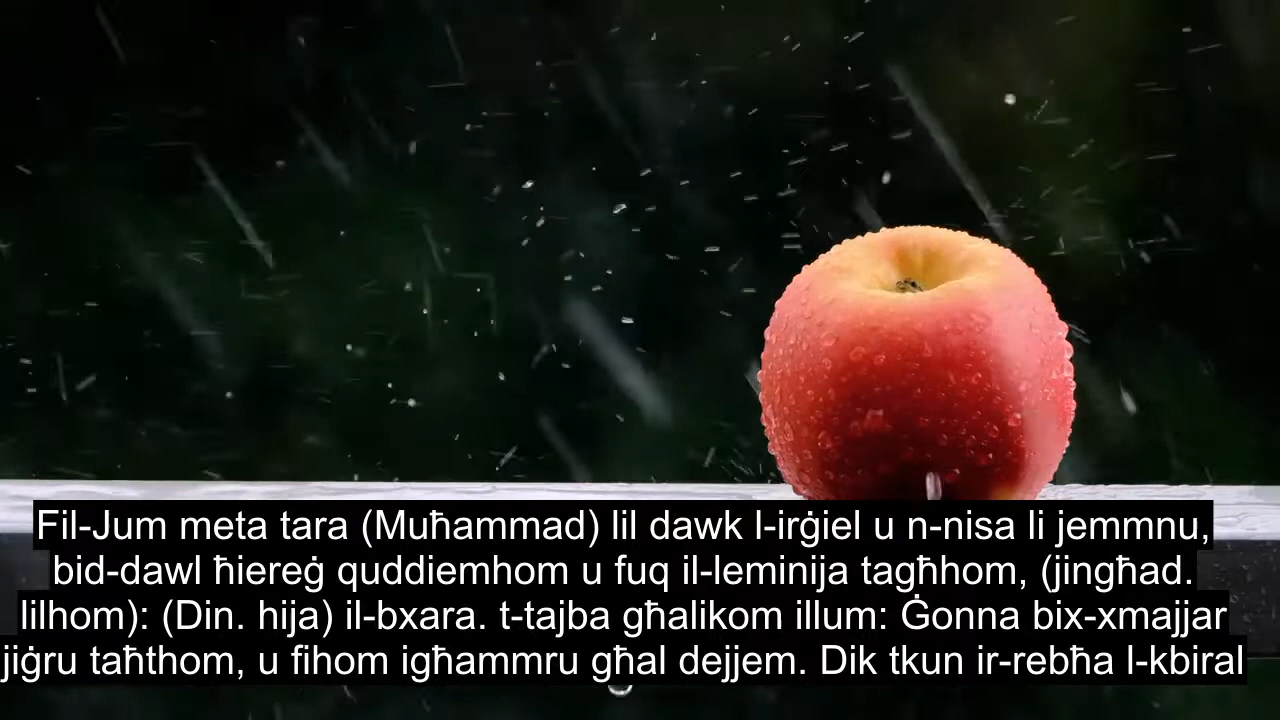 Fil-Jum meta tara (Muħammad) lil dawk l-irġiel u n-nisa li jemmnu,
bid-dawl ħiereġ quddiemhom u fuq il-leminija tagħhom, (jingħad.
lilhom): (Din. hija) il-bxara. t-tajba għalikom illum: Ġonna bix-xmajjar
jiġru taħthom, u fihom igħammru għal dejjem. Dik tkun ir-rebħa l-kbiral